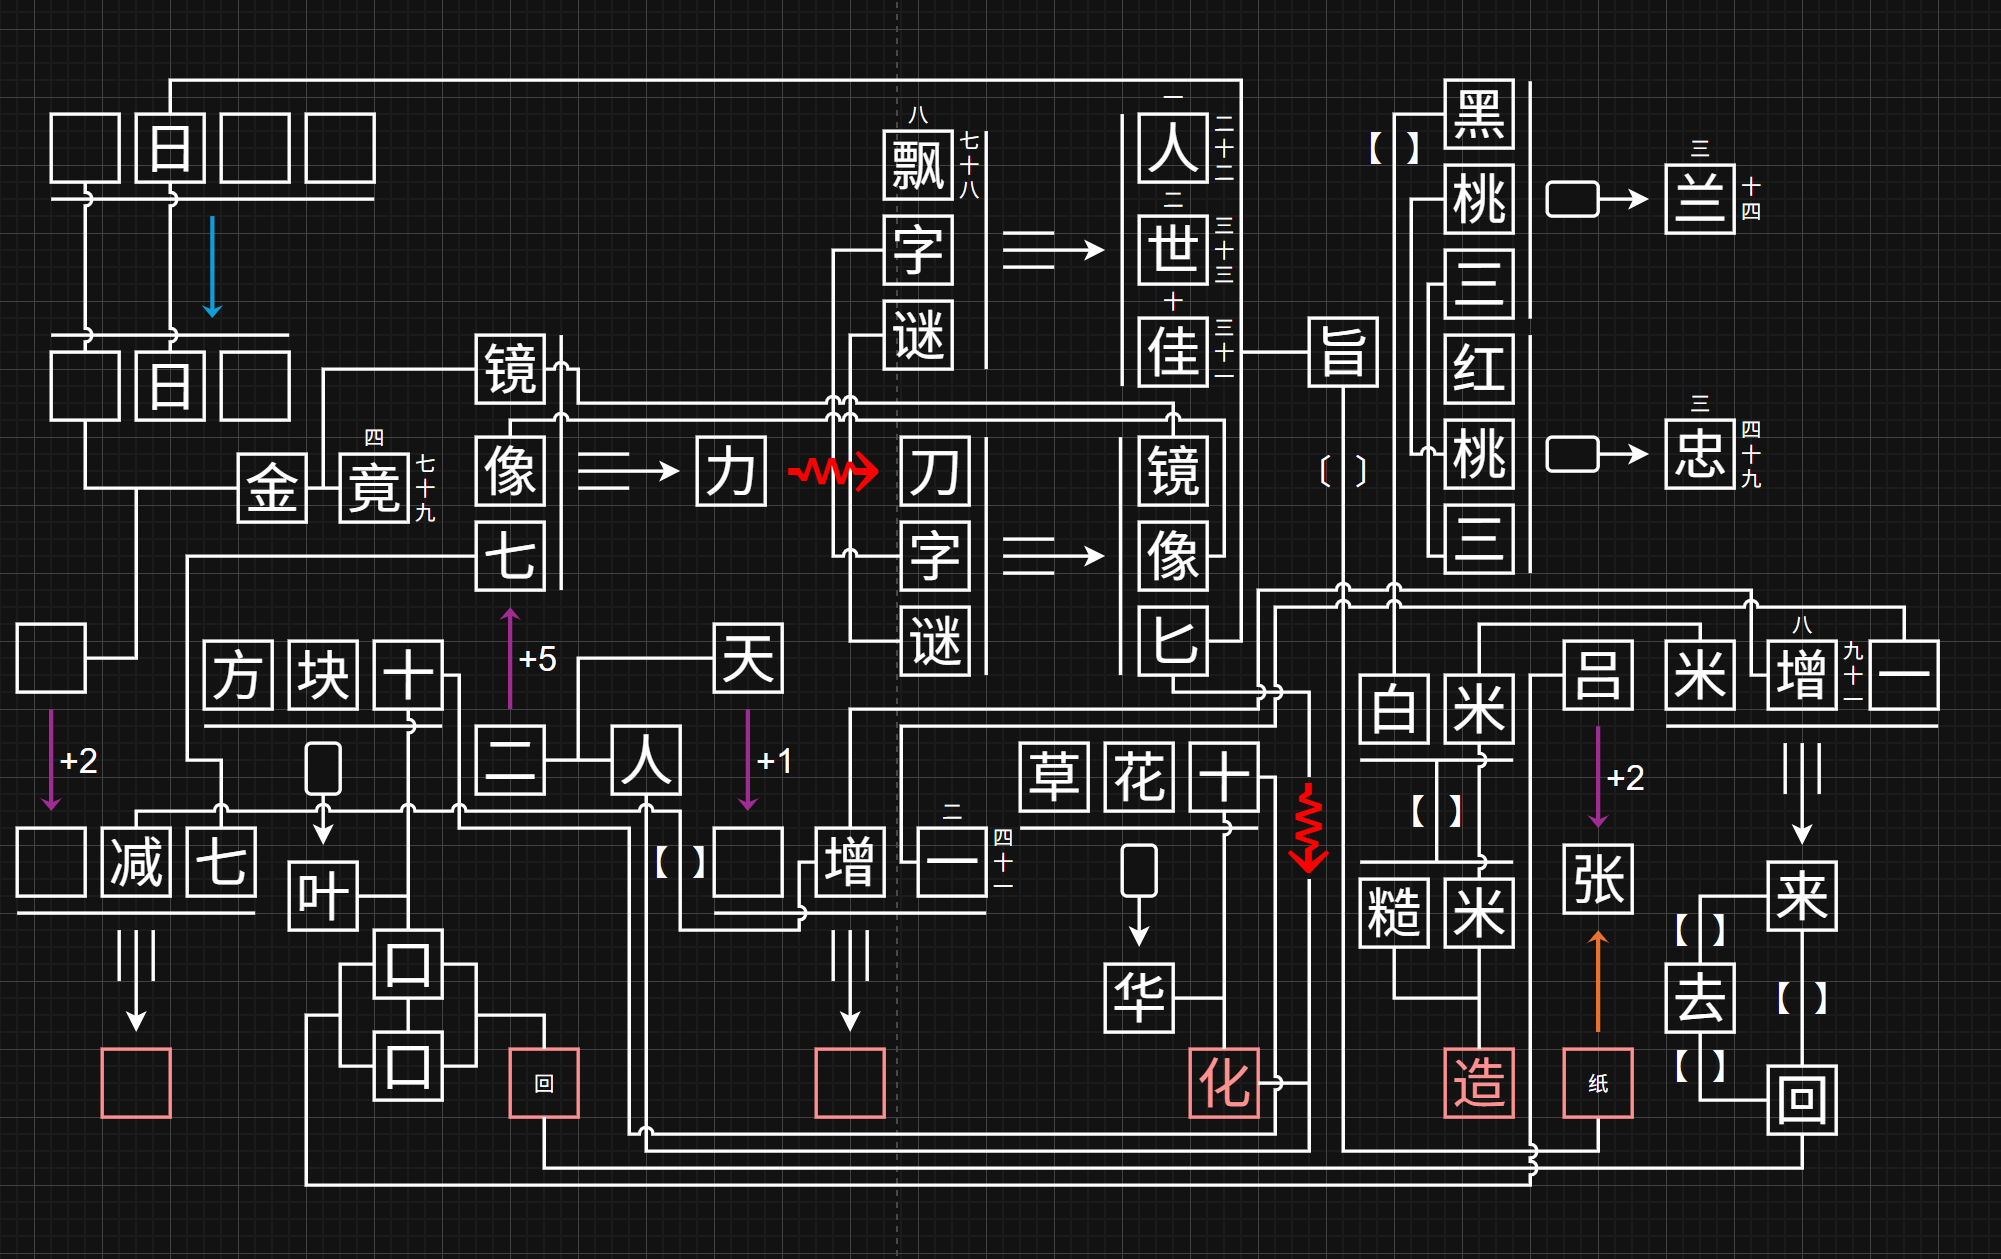 日
日
金
四
竟
七十九
镜
像
七
力
八
飘
七十八
字
谜
刀
字
谜
一
人
二十二
二
世
三十三
十
佳
三十一
镜
像
匕
旨
〔 〕
【 】
黑
桃
三
红
桃
三
三
兰
十四
三
忠
四十九
+2
减
七
方块十
叶
口
口
回
+5
二
人
天
+1
【 】
增
二
一
四十一
草花十
华
化
白米
【 】
糙米
造
吕
+2
张
纸
米
八
增
九十一
一
来
【 】
去
【 】
【 】
回